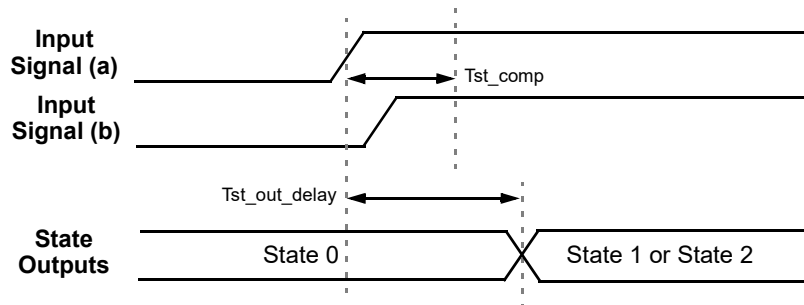 Input
Signal (a)
Tst_comp
Input
Signal (b)
Tst_out_delay
State
Outputs
State 0
State 1 or State 2